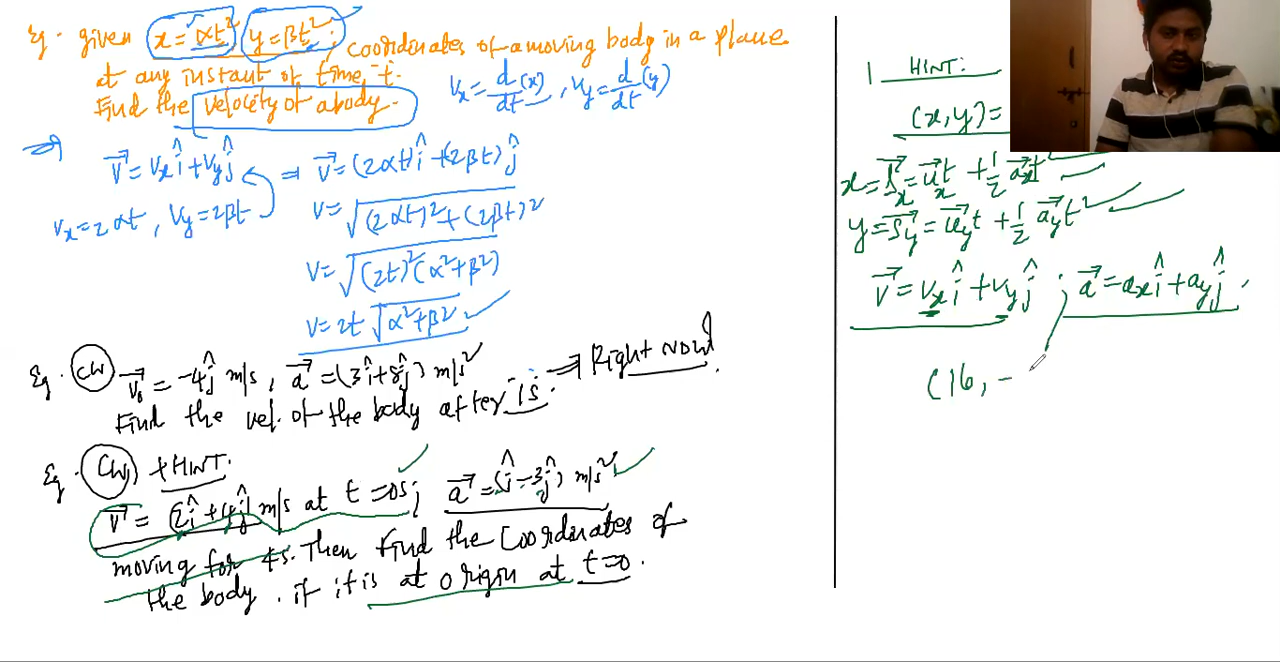 Eg. given x = αt² y = βt² ; coordinates of a moving body in a plane
at any instant of time, t.
Find the velocity of a body.
Vx = d/dt (x) , Vy = d/dt (y)
⇒ V⃗ = Vx î + Vy ĵ ⇒ V⃗ = (2αt) î + (2βt) ĵ
Vx = 2αt , Vy = 2βt
V = √(2αt)² + (2βt)²
V = √(2t)² (α² + β²)
V = 2t √α² + β²
Eg. CW V⃗₀ = -4ĵ m/s , a⃗ = (3î + 8ĵ) m/s² ⇒ Right now
Find the vel. of the body after 1s.
Eg. CW + HINT.
V⃗ = (2î + 4ĵ) m/s at t = 0s ; a⃗ = (î - 3ĵ) m/s²
moving for 4s. Then find the coordinates of
the body. if it is at origin at t = 0.
1 HINT:
(x, y) =
x = S⃗x = u⃗x t + 1/2 a⃗x t²
y = S⃗y = u⃗y t + 1/2 a⃗y t²
V⃗ = Vx î + Vy ĵ ; a⃗ = ax î + ay ĵ
(16, -